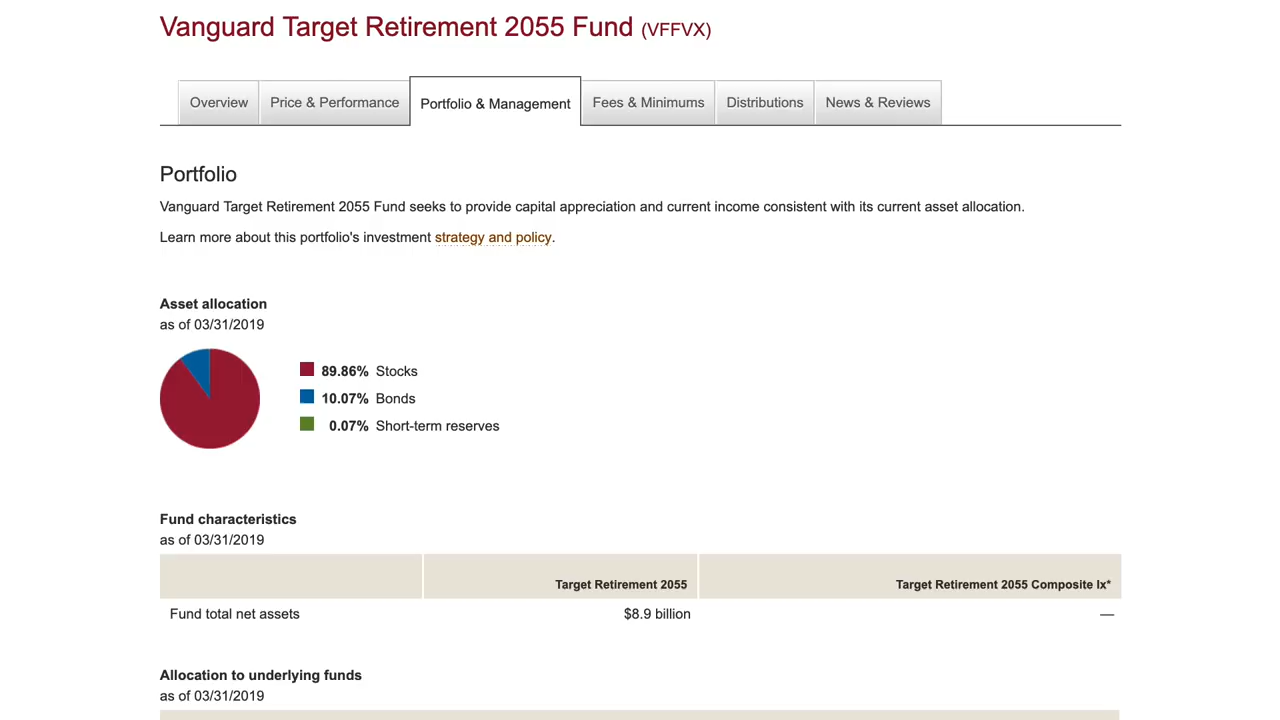 Vanguard Target Retirement 2055 Fund (VFFVX)
Overview Price & Performance Portfolio & Management Fees & Minimums Distributions News & Reviews
Portfolio
Vanguard Target Retirement 2055 Fund seeks to provide capital appreciation and current income consistent with its current asset allocation.
Learn more about this portfolio's investment strategy and policy.
Asset allocation
as of 03/31/2019
89.86% Stocks
10.07% Bonds
0.07% Short-term reserves
Fund characteristics
as of 03/31/2019
Target Retirement 2055 Target Retirement 2055 Composite Ix*
Fund total net assets $8.9 billion —
Allocation to underlying funds
as of 03/31/2019